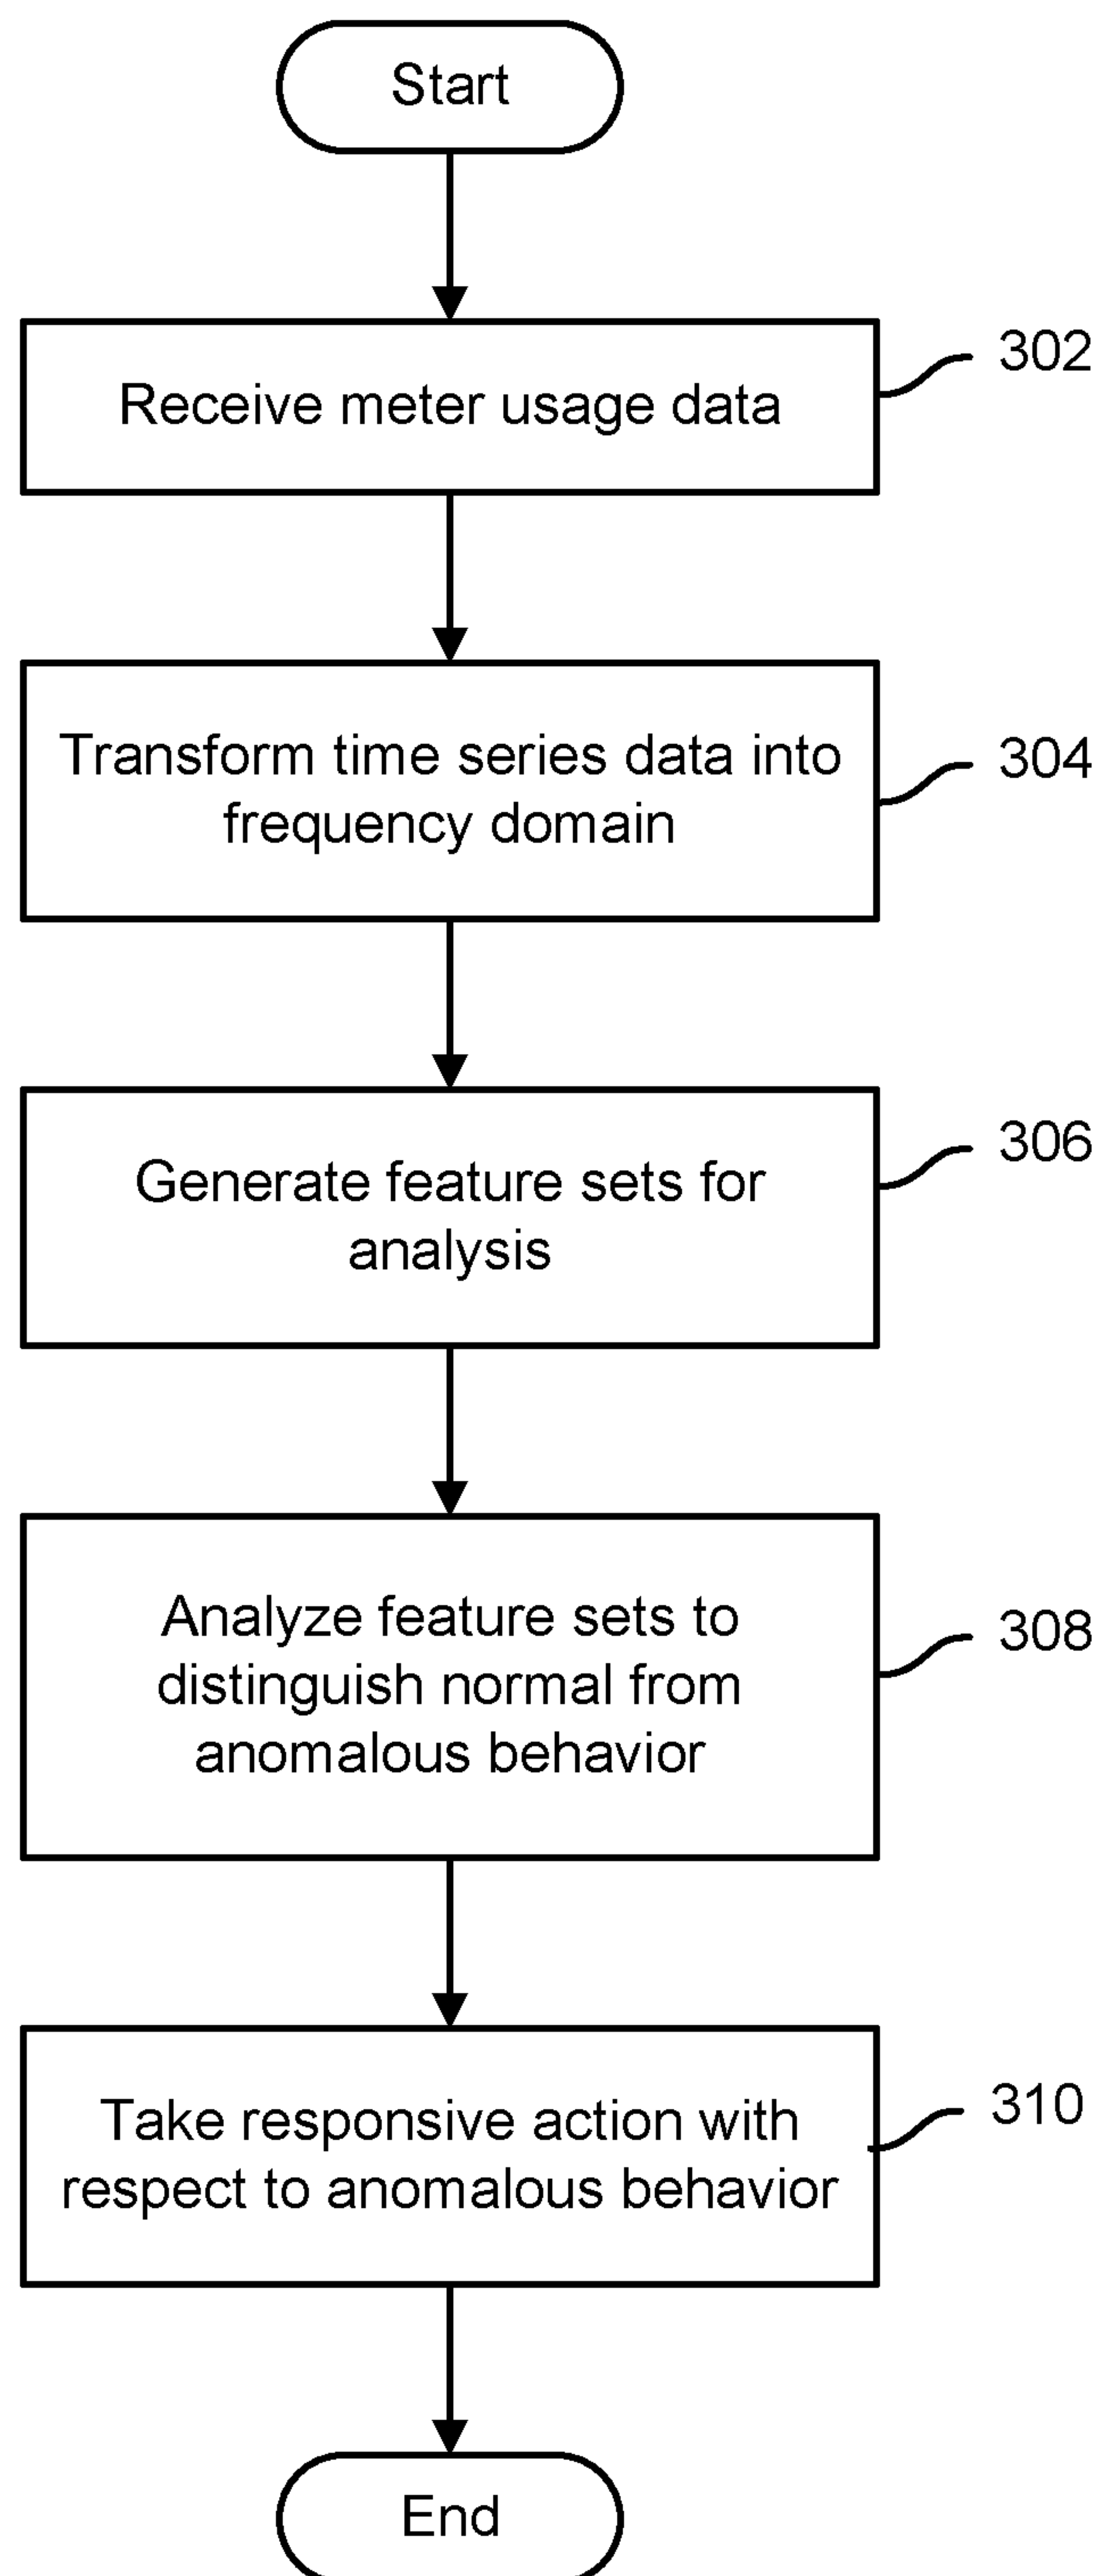 Start
Receive meter usage data
302
Transform time series data into
frequency domain
304
Generate feature sets for
analysis
306
Analyze feature sets to
distinguish normal from
anomalous behavior
308
Take responsive action with
respect to anomalous behavior
310
End